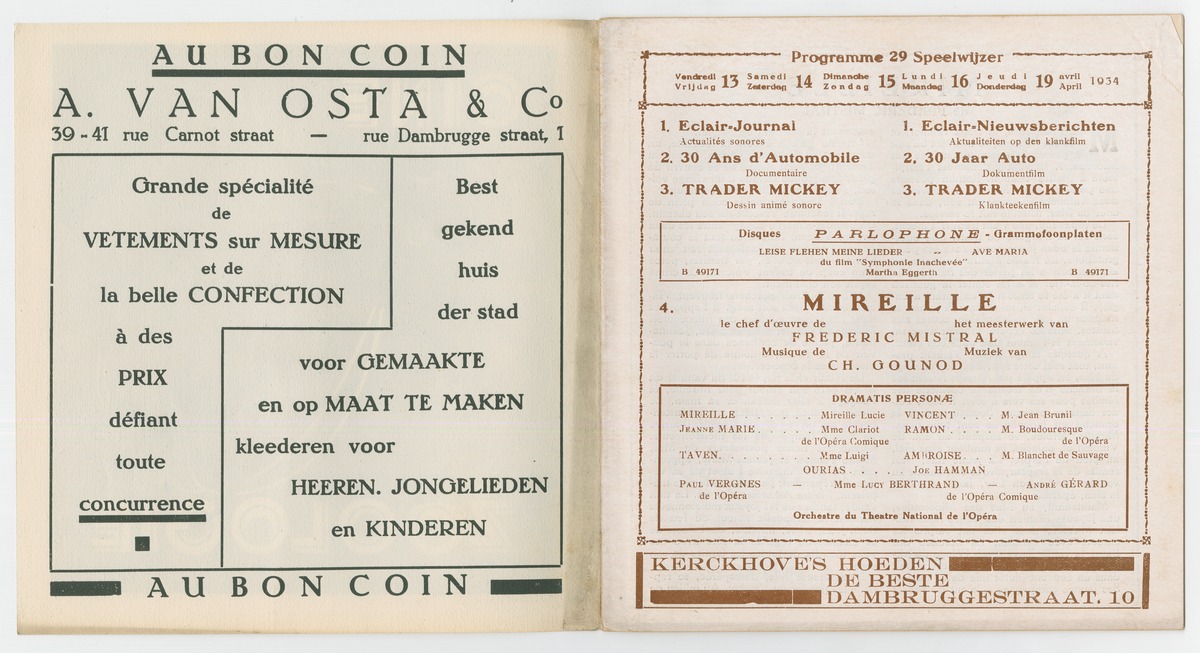 AU BON COIN
A. VAN OSTA & Co
39-41 rue Carnot straat — rue Dambrugge straat, 1
Grande spécialité
de
VETEMENTS sur MESURE
et de
la belle CONFECTION
à des
PRIX
défiant
toute
concurrence
Best
gekend
huis
der stad
voor GEMAAKTE
en op MAAT TE MAKEN
kleederen voor
HEEREN. JONGELIEDEN
en KINDEREN
AU BON COIN
Programme 29 Speelwijzer
Vendredi Vrijdag 13 Samedi Zaterdag 14 Dimanche Zondag 15 Lundi Maandag 16 Jeudi Donderdag 19 avril April 1934
1. Eclair-Journal
Actualités sonores
2. 30 Ans d'Automobile
Documentaire
3. TRADER MICKEY
Dessin animé sonore
1. Eclair-Nieuwsberichten
Aktualiteiten op den klankfilm
2. 30 Jaar Auto
Dokumentfilm
3. TRADER MICKEY
Klankteekenfilm
Disques PARLOPHONE - Grammofoonplaten
LEISE FLEHEN MEINE LIEDER -- AVE MARIA
du film "Symphonie Inachevée"
B 49171 Martha Eggerth B 49171
4. MIREILLE
le chef d'œuvre de het meesterwerk van
FREDERIC MISTRAL
Musique de Muziek van
CH. GOUNOD
DRAMATIS PERSONÆ
MIREILLE . . . . . . Mireille Lucie VINCENT . . . M. Jean Brunil
JEANNE MARIE . . . . . Mme Clariot RAMON . . . . M. Boudouresque
de l'Opéra Comique de l'Opéra
TAVEN. . . . . . . . Mme Luigi AMBROISE . . . M. Blanchet de Sauvage
OURIAS . . . . . JOE HAMMAN
PAUL VERGNES — Mme LUCY BERTHRAND — ANDRÉ GÉRARD
de l'Opéra de l'Opéra Comique
Orchestre du Theatre National de l'Opéra
KERCKHOVE'S HOEDEN
DE BESTE
DAMBRUGGESTRAAT. 10